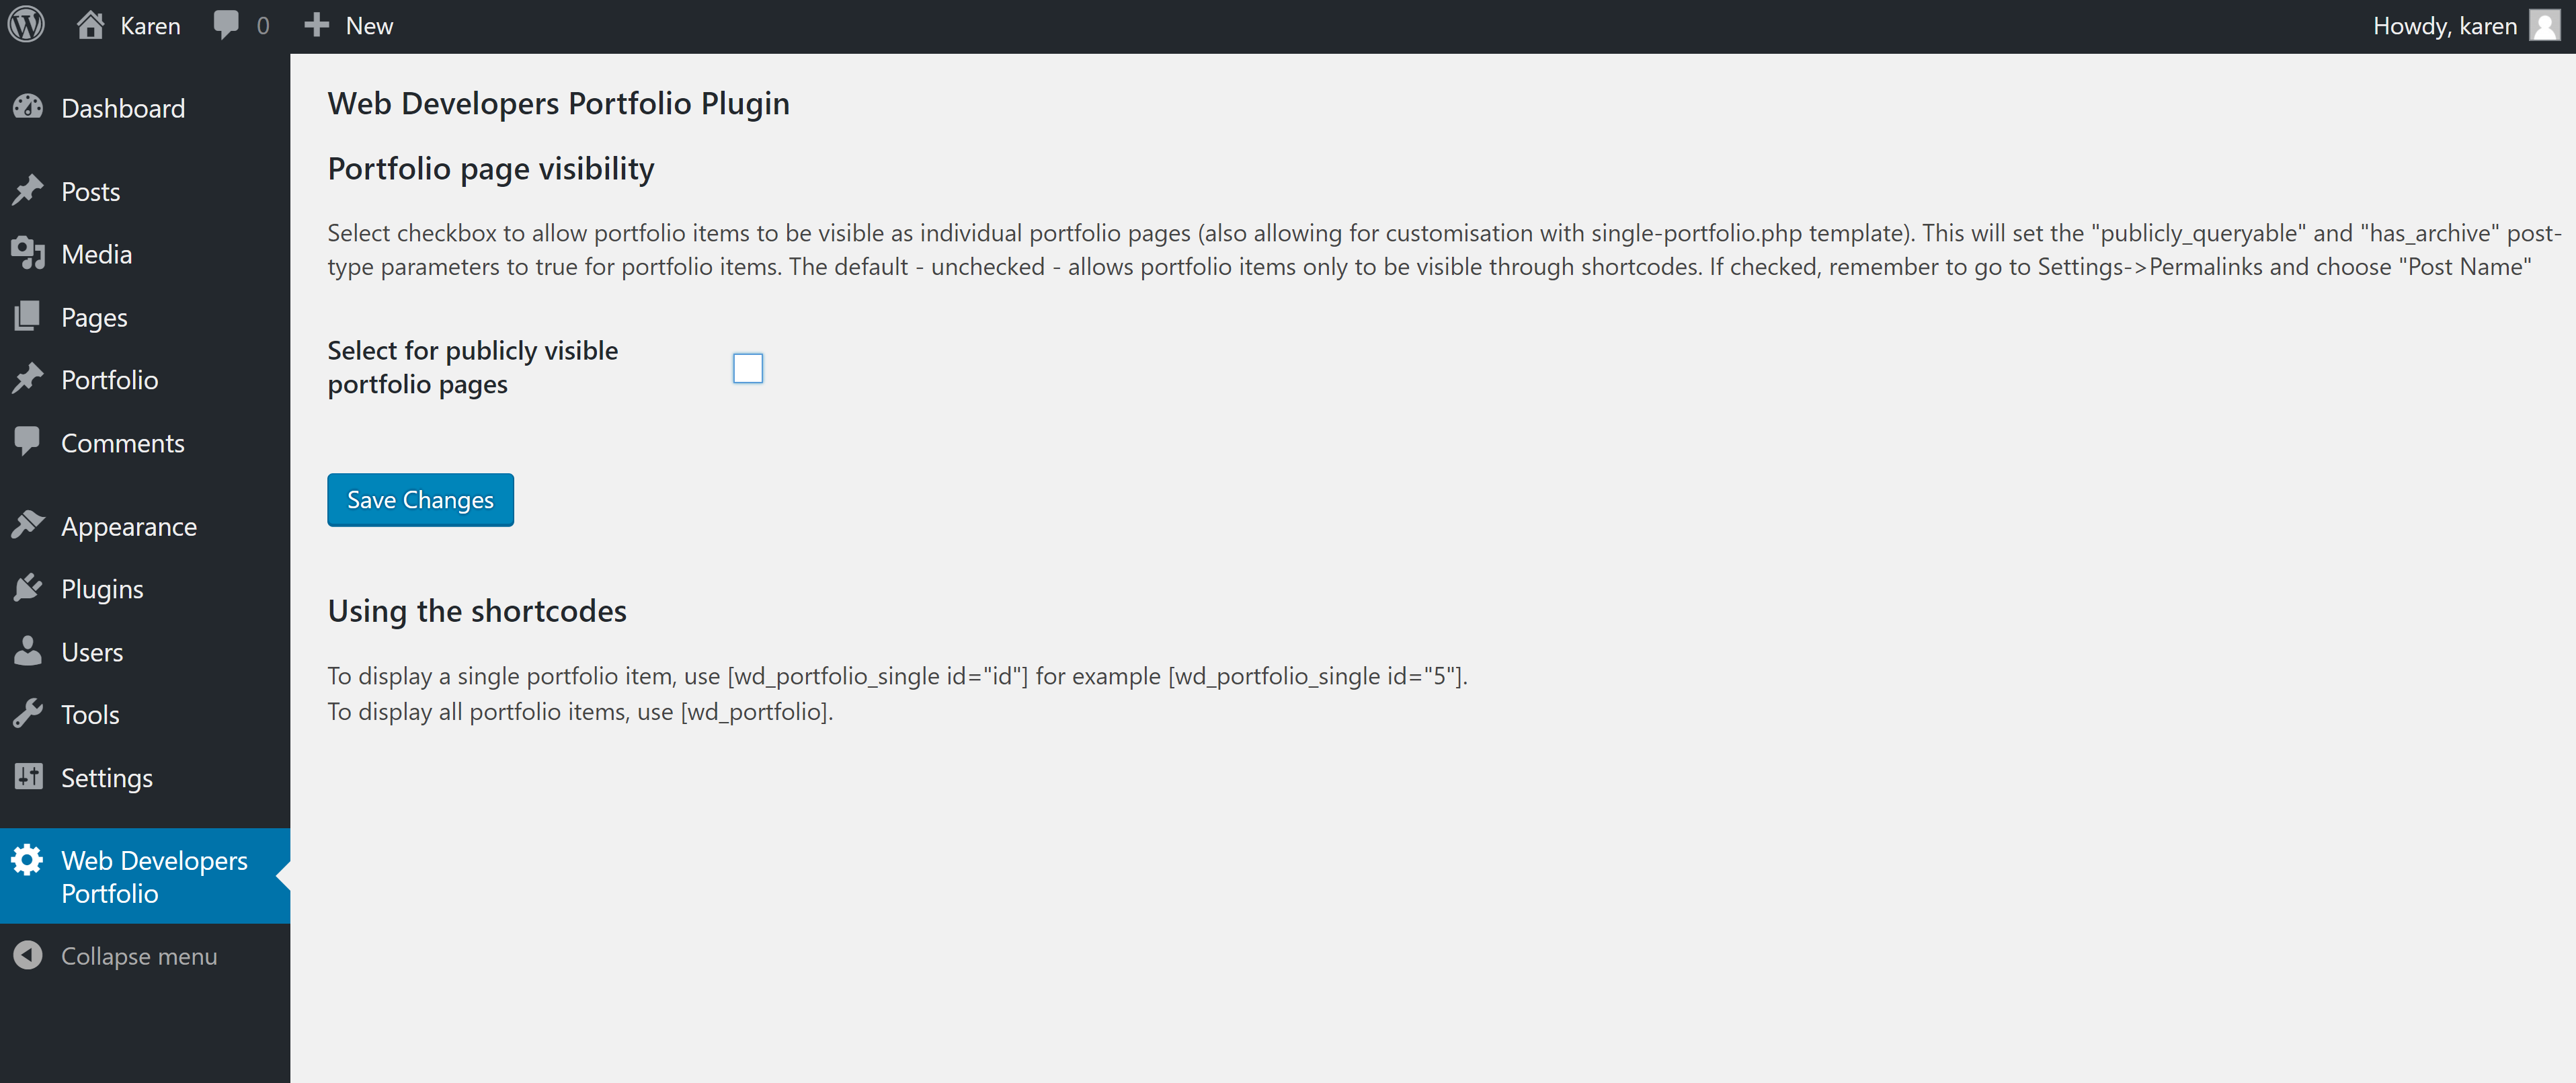 Karen
0
New
Howdy, karen
Dashboard
Posts
Media
Pages
Portfolio
Comments
Appearance
Plugins
Users
Tools
Settings
Web Developers
Portfolio
Collapse menu
Web Developers Portfolio Plugin
Portfolio page visibility
Select checkbox to allow portfolio items to be visible as individual portfolio pages (also allowing for customisation with single-portfolio.php template). This will set the "publicly_queryable" and "has_archive" post-
type parameters to true for portfolio items. The default - unchecked - allows portfolio items only to be visible through shortcodes. If checked, remember to go to Settings->Permalinks and choose "Post Name"
Select for publicly visible
portfolio pages
Save Changes
Using the shortcodes
To display a single portfolio item, use [wd_portfolio_single id="id"] for example [wd_portfolio_single id="5"].
To display all portfolio items, use [wd_portfolio].